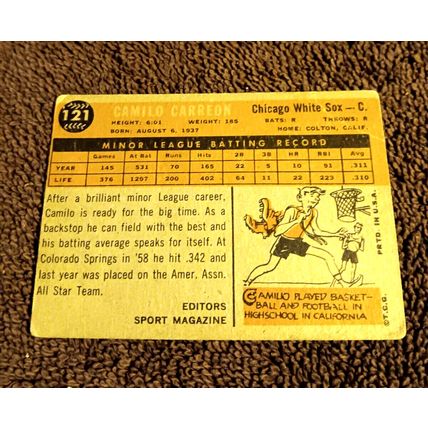 121
CAMILO CARREON
Chicago White Sox — C.
HEIGHT: 6:01 WEIGHT: 185 BATS: R THROWS: R
BORN: AUGUST 6, 1937 HOME: COLTON, CALIF.
MINOR LEAGUE BATTING RECORD
Games At Bat Runs Hits 2B 3B HR RBI Avg
YEAR 145 531 70 165 22 5 10 91 .311
LIFE 376 1297 200 402 64 11 22 223 .310
After a brilliant minor League career,
Camilo is ready for the big time. As a
backstop he can field with the best and
his batting average speaks for itself. At
Colorado Springs in '58 he hit .342 and
last year was placed on the Amer. Assn.
All Star Team.
EDITORS
SPORT MAGAZINE
CAMILIO PLAYED BASKET-
BALL AND FOOTBALL IN
HIGHSCHOOL IN CALIFORNIA
© T.C.G. PRTD. IN U.S.A.